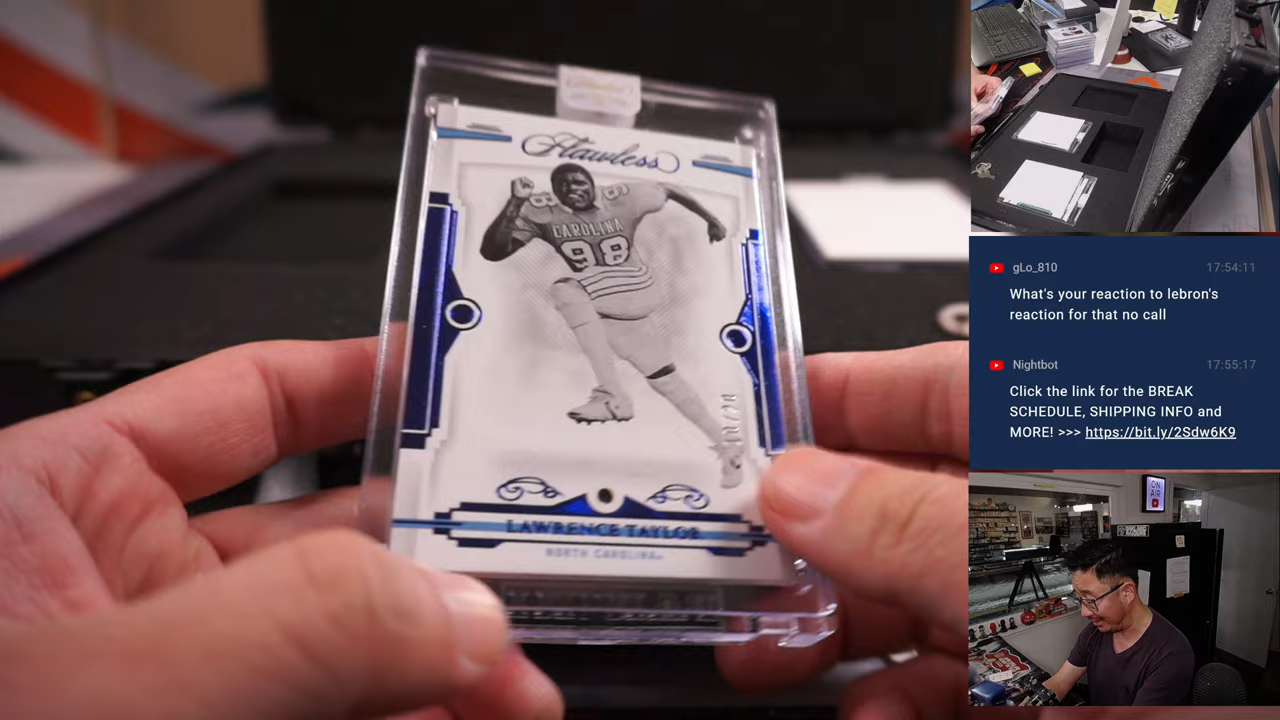 Flawless
CAROLINA
98
LAWRENCE TAYLOR
NORTH CAROLINA
gLo_810 17:54:11
What's your reaction to lebron's
reaction for that no call
Nightbot 17:55:17
Click the link for the BREAK
SCHEDULE, SHIPPING INFO and
MORE! >>> https://bit.ly/2Sdw6K9
ON
AIR